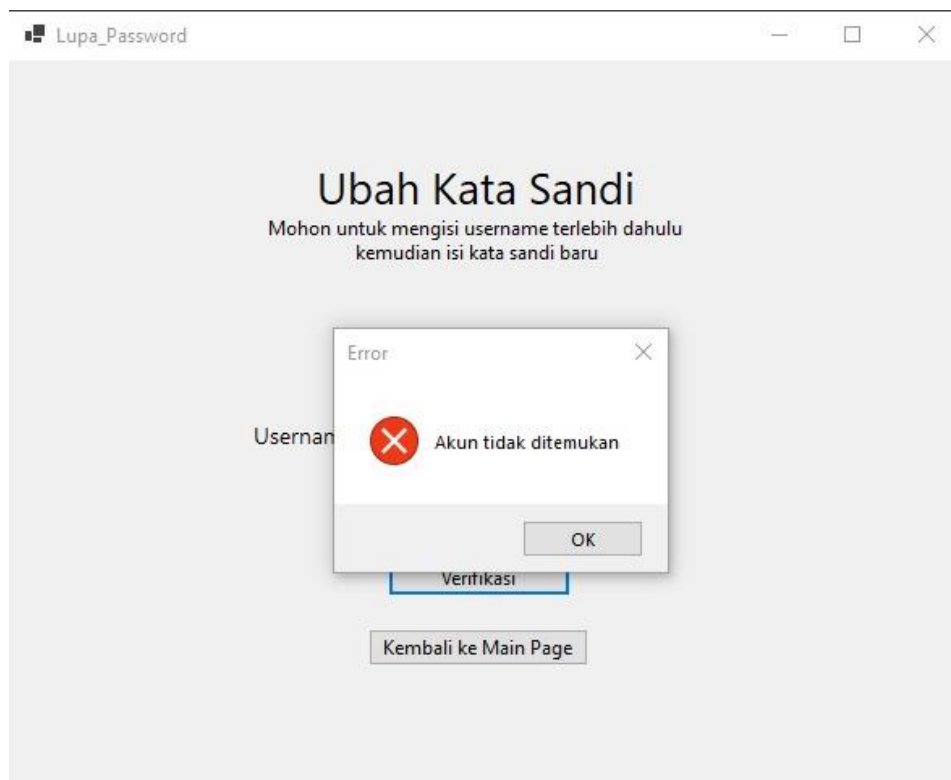 Lupa_Password
Ubah Kata Sandi
Mohon untuk mengisi username terlebih dahulu
kemudian isi kata sandi baru
Error
Akun tidak ditemukan
OK
Verifikasi
Kembali ke Main Page